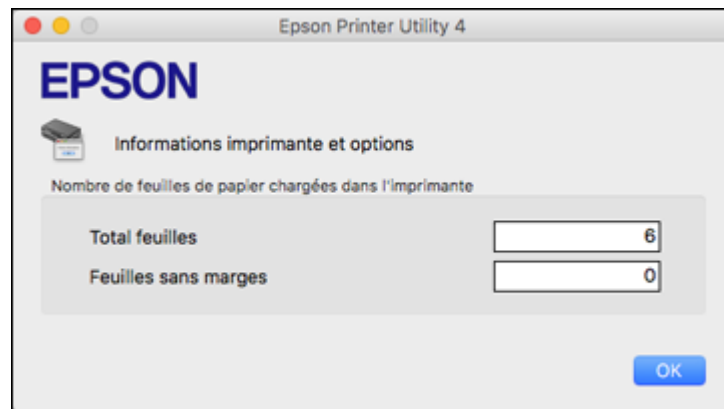 Epson Printer Utility 4
EPSON
Informations imprimante et options
Nombre de feuilles de papier chargées dans l'imprimante
Total feuilles 6
Feuilles sans marges 0
OK